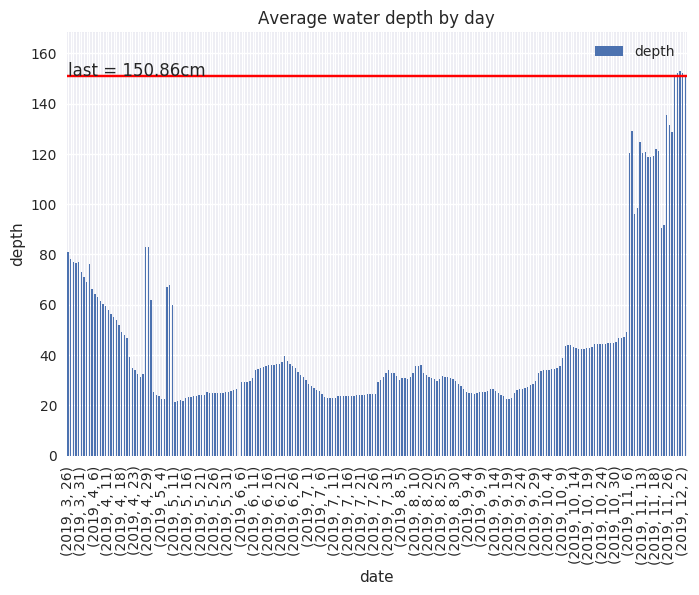 Average water depth by day
depth
160
last = 150.86cm
140
120
100
80
60
40
20
0
depth
(2019, 3, 26)
(2019, 3, 31)
(2019, 4, 6)
(2019, 4, 11)
(2019, 4, 18)
(2019, 4, 23)
(2019, 4, 29)
(2019, 5, 4)
(2019, 5, 11)
(2019, 5, 16)
(2019, 5, 21)
(2019, 5, 26)
(2019, 5, 31)
(2019, 6, 6)
(2019, 6, 11)
(2019, 6, 16)
(2019, 6, 21)
(2019, 6, 26)
(2019, 7, 1)
(2019, 7, 6)
(2019, 7, 11)
(2019, 7, 16)
(2019, 7, 21)
(2019, 7, 26)
(2019, 7, 31)
(2019, 8, 5)
(2019, 8, 10)
(2019, 8, 20)
(2019, 8, 25)
(2019, 8, 30)
(2019, 9, 4)
(2019, 9, 9)
(2019, 9, 14)
(2019, 9, 19)
(2019, 9, 24)
(2019, 9, 29)
(2019, 10, 4)
(2019, 10, 9)
(2019, 10, 14)
(2019, 10, 19)
(2019, 10, 24)
(2019, 10, 30)
(2019, 11, 6)
(2019, 11, 13)
(2019, 11, 18)
(2019, 11, 26)
(2019, 12, 2)
date